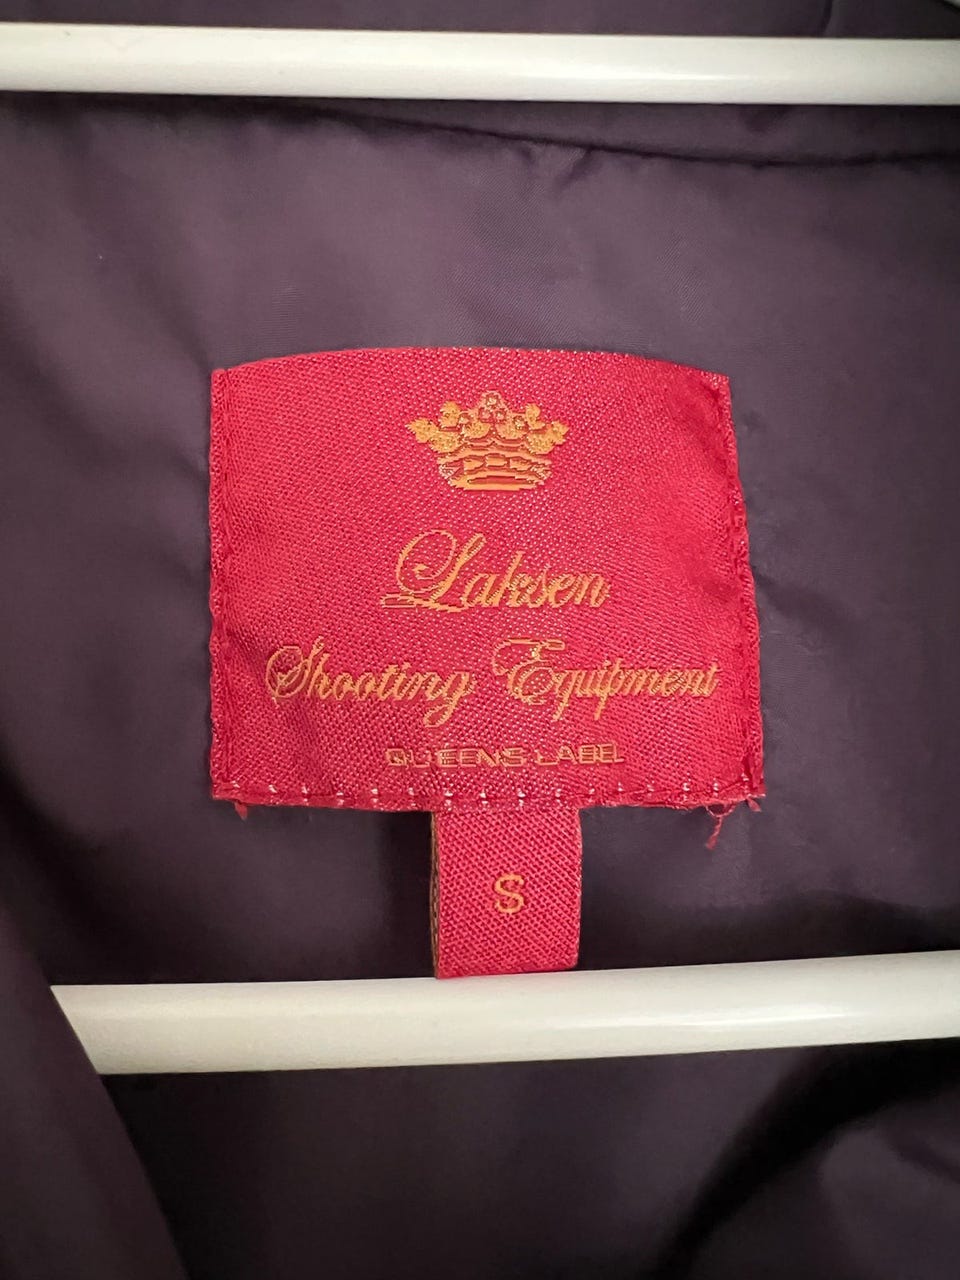 Laksen
Shooting Equipment
QUEENS LABEL
S